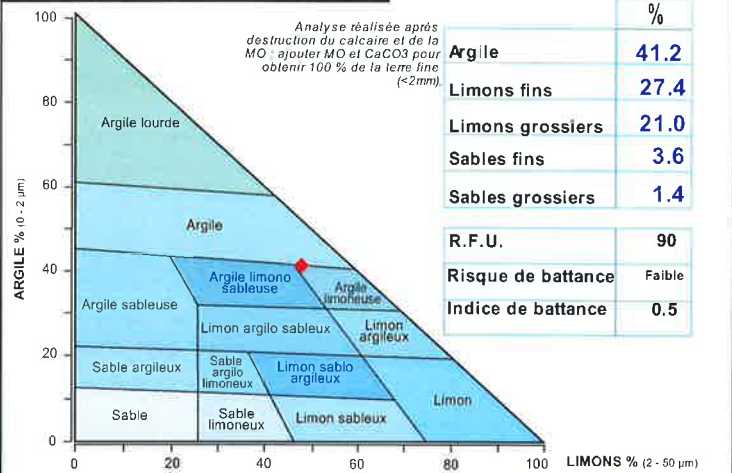 %
Analyse réalisée après
destruction du calcaire et de la
MO : ajouter MO et CaCO3 pour
obtenir 100 % de la terre fine
(<2mm).
Argile 41.2
Limons fins 27.4
Limons grossiers 21.0
Sables fins 3.6
Sables grossiers 1.4
R.F.U. 90
Risque de battance Faible
Indice de battance 0.5
ARGILE % (0 - 2 µm)
100
80
60
40
20
0
Argile lourde
Argile
Argile limono
sableuse
Argile
limoneuse
Argile sableuse
Limon argilo sableux
Limon
argileux
Sable argileux
Sable
argilo
limoneux
Limon sablo
argileux
Limon
Sable
Sable
limoneux
Limon sableux
0 20 40 60 80 100
LIMONS % (2 - 50 µm)